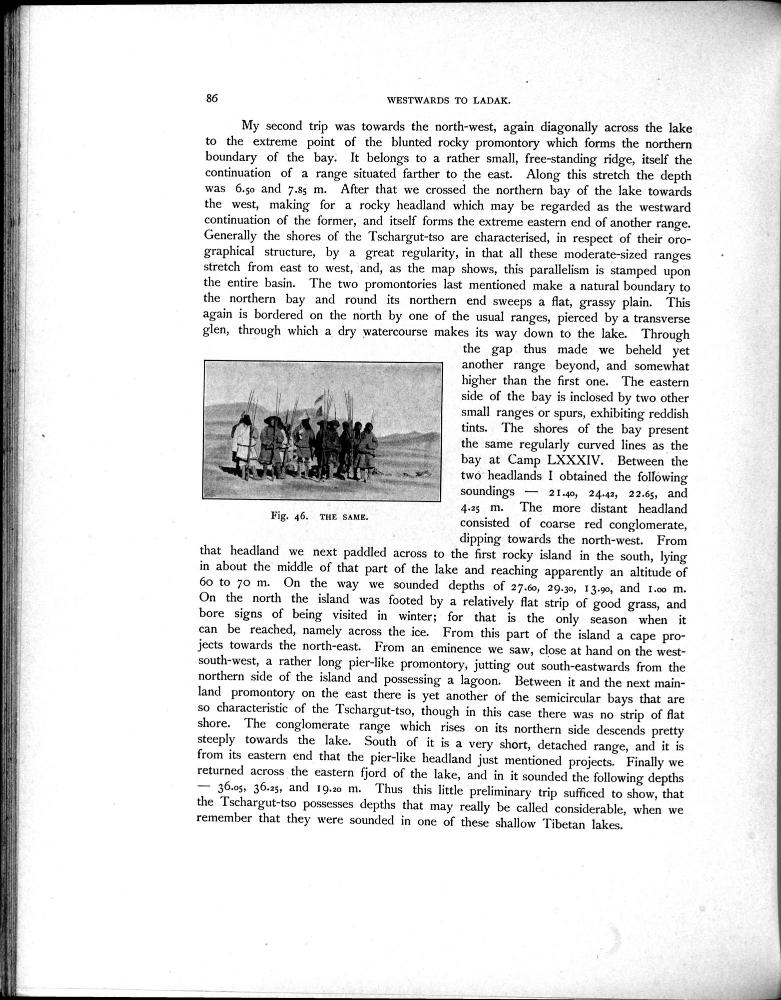 86
WESTWARDS TO LADAK.
My second trip was towards the north-west, again diagonally across the lake
to the extreme point of the blunted rocky promontory which forms the northern
boundary of the bay. It belongs to a rather small, free-standing ridge, itself the
continuation of a range situated farther to the east. Along this stretch the depth
was 6.50 and 7.85 m. After that we crossed the northern bay of the lake towards
the west, making for a rocky headland which may be regarded as the westward
continuation of the former, and itself forms the extreme eastern end of another range.
Generally the shores of the Tschargut-tso are characterised, in respect of their oro-
graphical structure, by a great regularity, in that all these moderate-sized ranges
stretch from east to west, and, as the map shows, this parallelism is stamped upon
the entire basin. The two promontories last mentioned make a natural boundary to
the northern bay and round its northern end sweeps a flat, grassy plain. This
again is bordered on the north by one of the usual ranges, pierced by a transverse
glen, through which a dry watercourse makes its way down to the lake. Through
the gap thus made we beheld yet
another range beyond, and somewhat
higher than the first one. The eastern
side of the bay is inclosed by two other
small ranges or spurs, exhibiting reddish
tints. The shores of the bay present
the same regularly curved lines as the
bay at Camp LXXXIV. Between the
two headlands I obtained the following
soundings — 21.40, 24.42, 22.65, and
4.25 m. The more distant headland
consisted of coarse red conglomerate,
dipping towards the north-west. From
Fig. 46. THE SAME.
that headland we next paddled across to the first rocky island in the south, lying
in about the middle of that part of the lake and reaching apparently an altitude of
60 to 70 m. On the way we sounded depths of 27.60, 29.30, 13.90, and 1.00 m.
On the north the island was footed by a relatively flat strip of good grass, and
bore signs of being visited in winter; for that is the only season when it
can be reached, namely across the ice. From this part of the island a cape pro-
jects towards the north-east. From an eminence we saw, close at hand on the west-
south-west, a rather long pier-like promontory, jutting out south-eastwards from the
northern side of the island and possessing a lagoon. Between it and the next main-
land promontory on the east there is yet another of the semicircular bays that are
so characteristic of the Tschargut-tso, though in this case there was no strip of flat
shore. The conglomerate range which rises on its northern side descends pretty
steeply towards the lake. South of it is a very short, detached range, and it is
from its eastern end that the pier-like headland just mentioned projects. Finally we
returned across the eastern fjord of the lake, and in it sounded the following depths
— 36.05, 36.25, and 19.20 m. Thus this little preliminary trip sufficed to show, that
the Tschargut-tso possesses depths that may really be called considerable, when we
remember that they were sounded in one of these shallow Tibetan lakes.